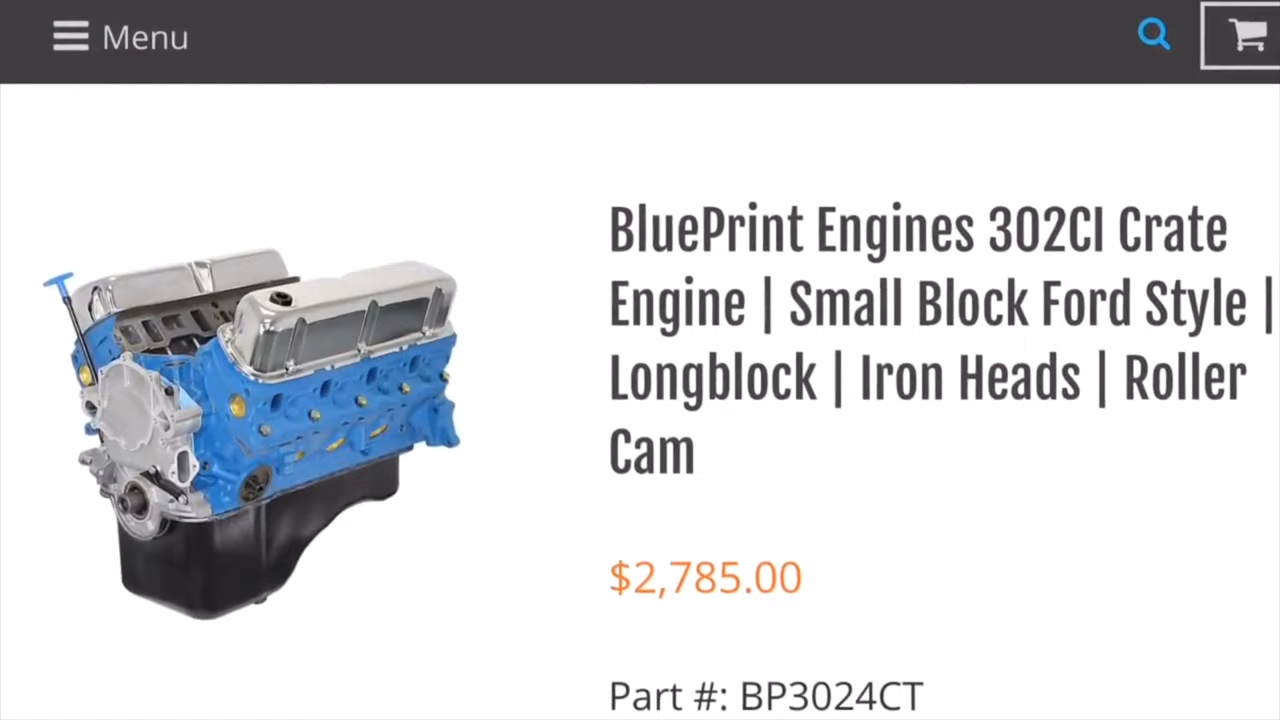 Menu
BluePrint Engines 302CI Crate
Engine | Small Block Ford Style |
Longblock | Iron Heads | Roller
Cam
$2,785.00
Part #: BP3024CT